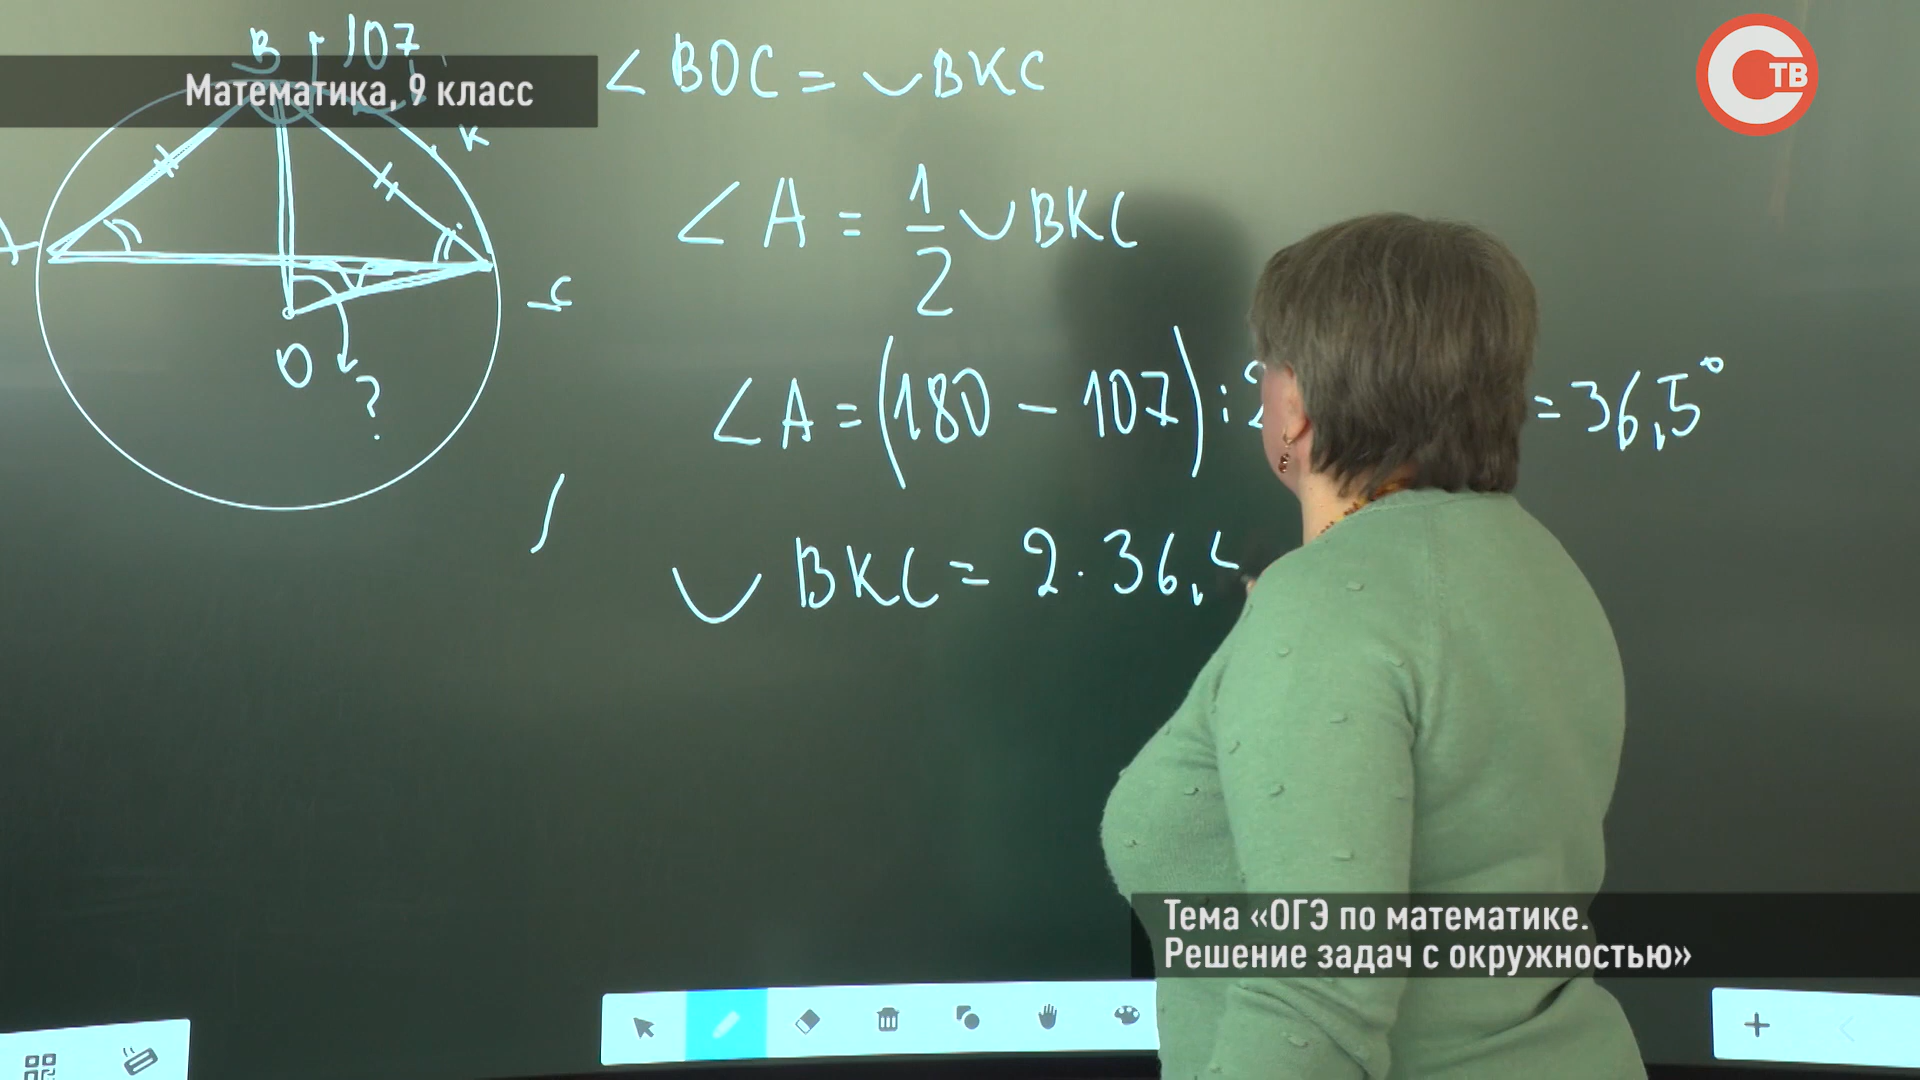 Математика, 9 класс
СТВ
B 107
K
A
C
O
?
∠BOC = ◡BKC
∠A = 1/2 ◡BKC
∠A = (180 - 107) : 2 = 36,5°
◡ BKC = 2 · 36,
Тема «ОГЭ по математике.
Решение задач с окружностью»